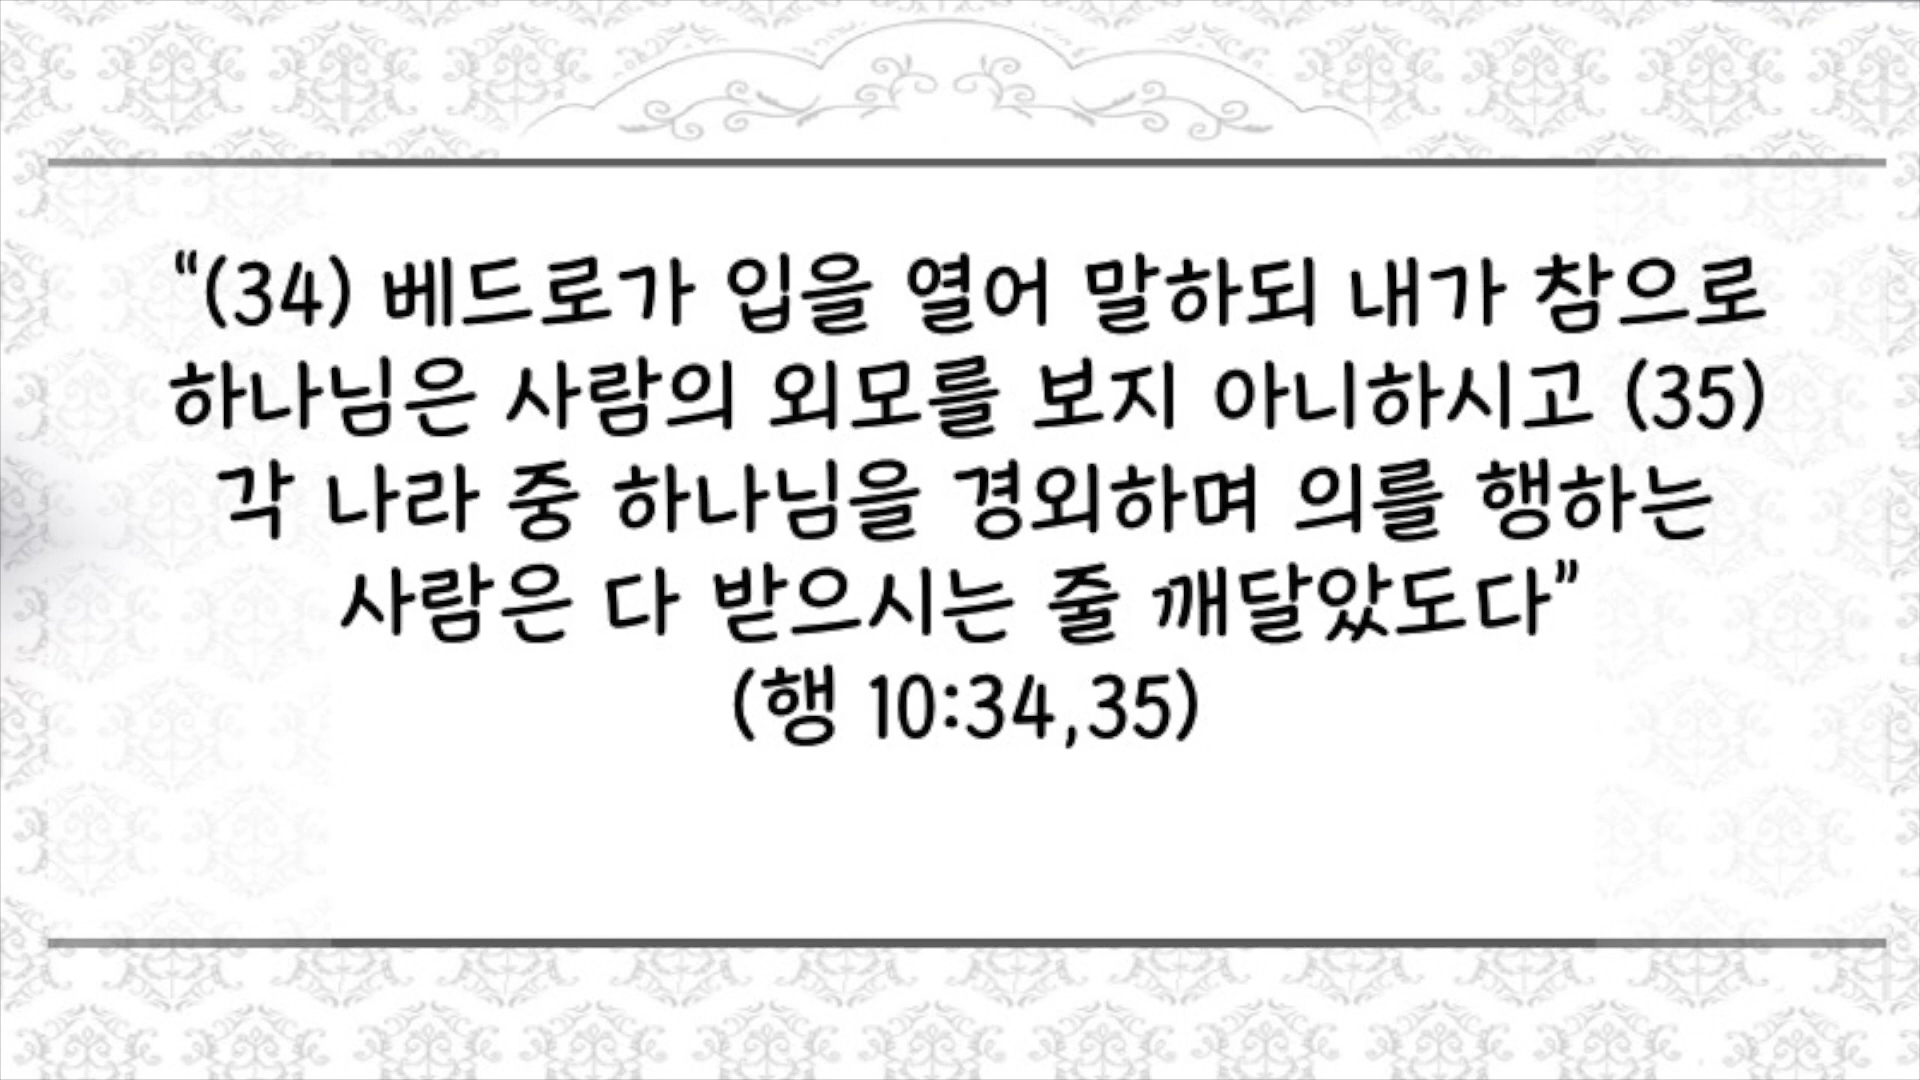 “(34) 베드로가 입을 열어 말하되 내가 참으로
하나님은 사람의 외모를 보지 아니하시고 (35)
각 나라 중 하나님을 경외하며 의를 행하는
사람은 다 받으시는 줄 깨달았도다”
(행 10:34,35)